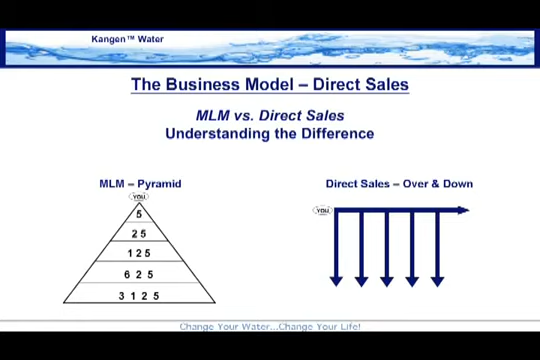 Kangen™ Water
The Business Model – Direct Sales
MLM vs. Direct Sales
Understanding the Difference
MLM – Pyramid
YOU
5
2 5
1 2 5
6 2 5
3 1 2 5
Direct Sales – Over & Down
YOU
Change Your Water...Change Your Life!